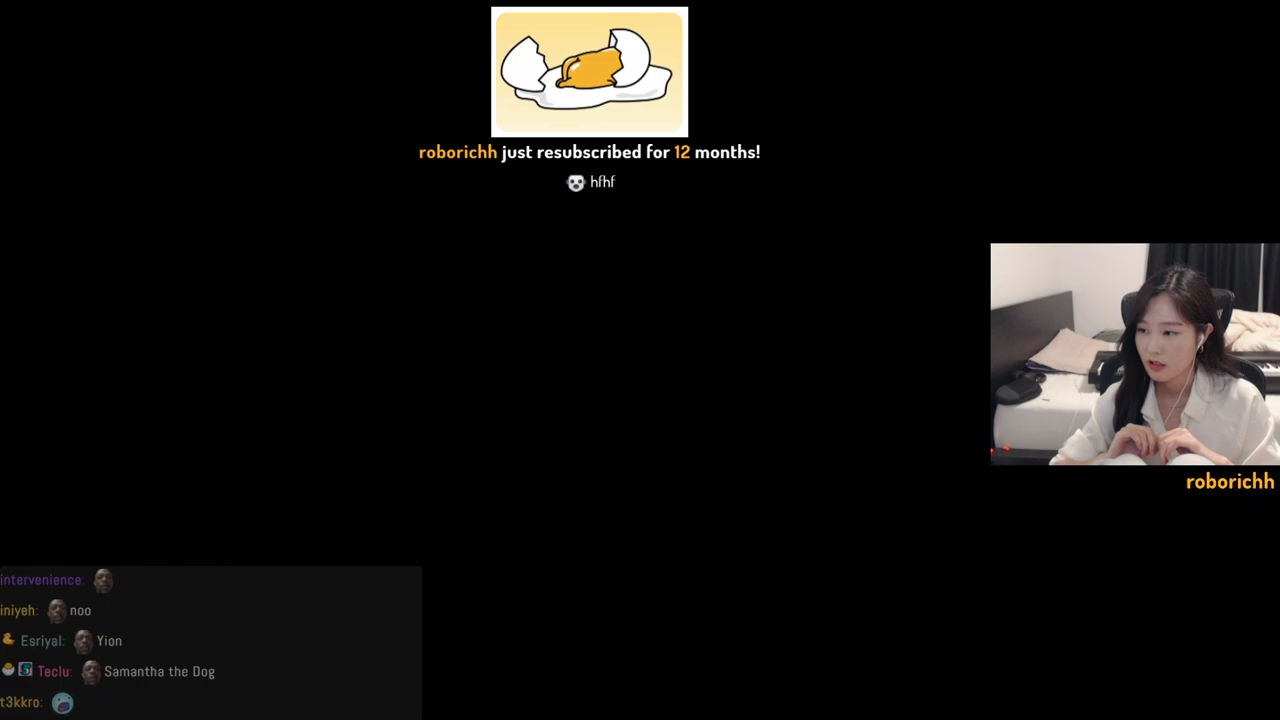 roborichh just resubscribed for 12 months!
hfhf
roborichh
intervenience:
iniyeh: noo
Esriyal: Yion
Teclu: Samantha the Dog
t3kkro: